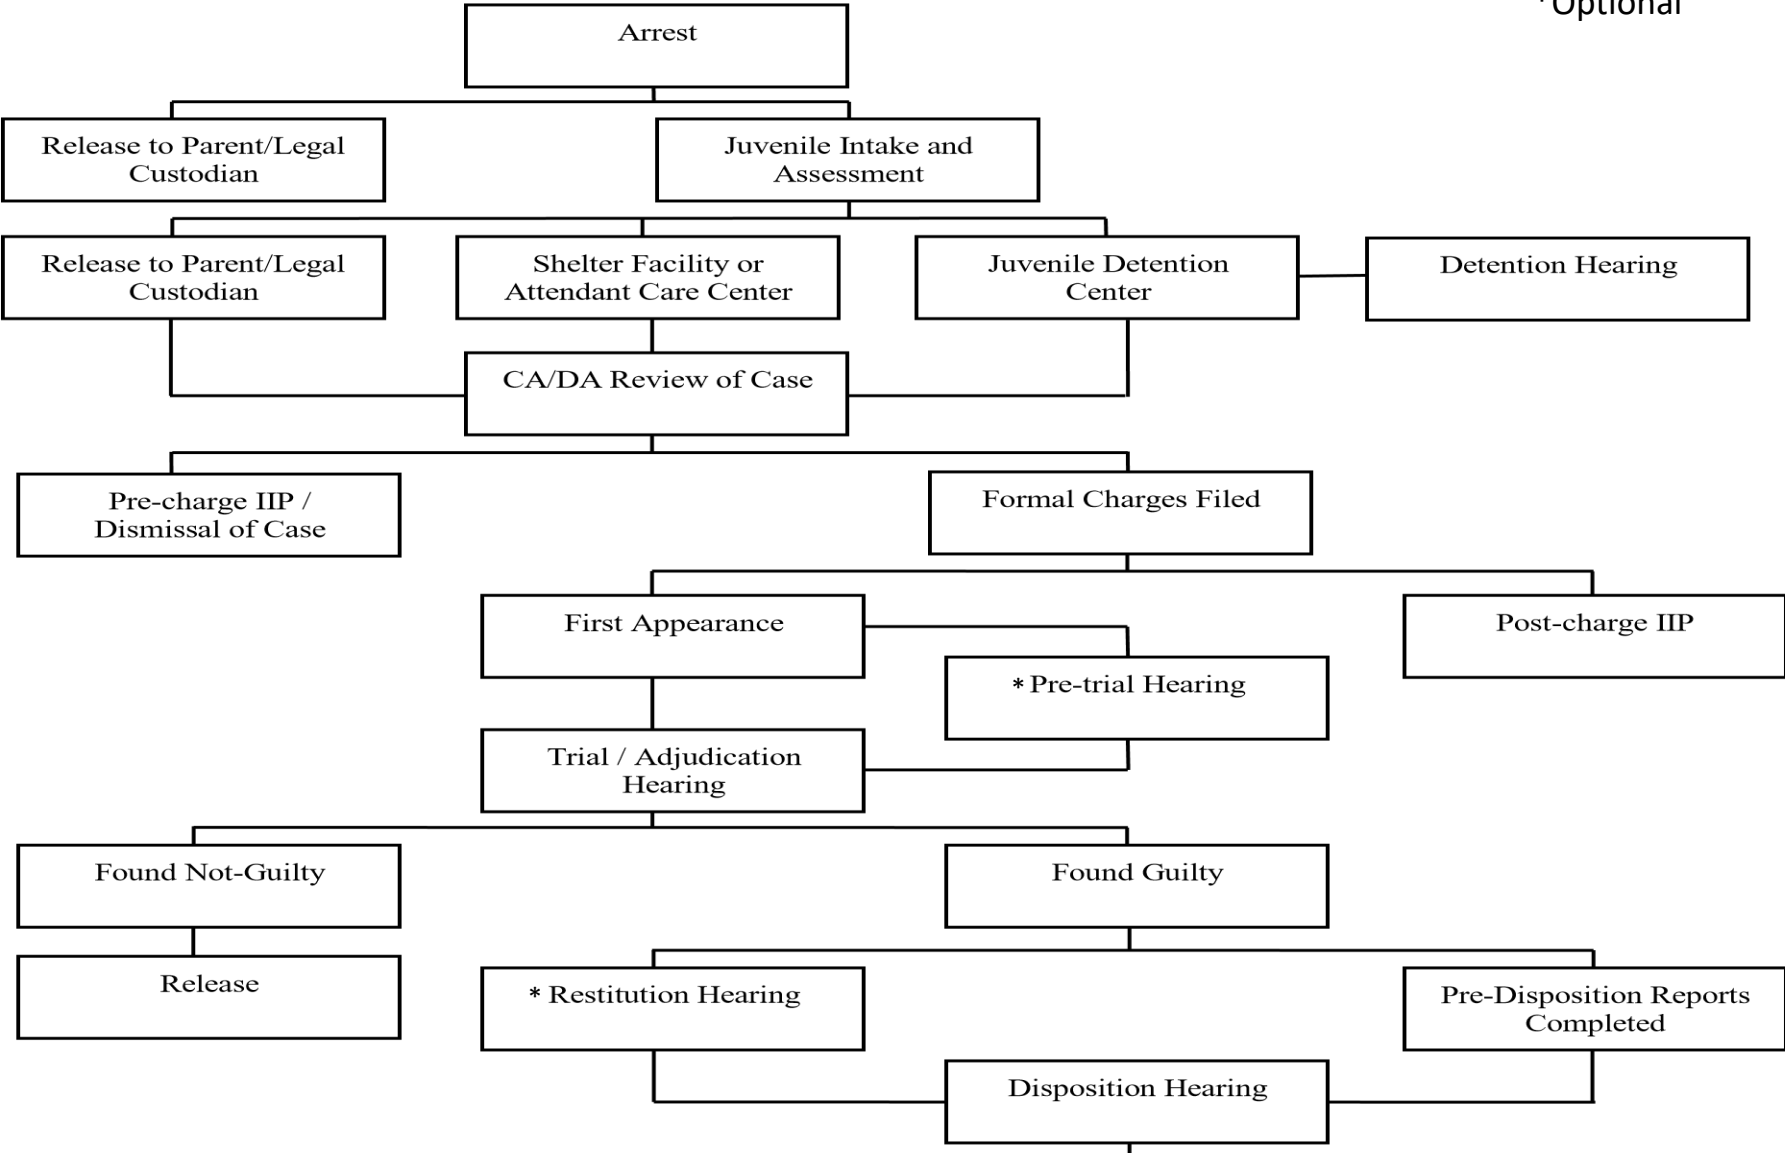 *Optional
Arrest
Release to Parent/Legal
Custodian
Juvenile Intake and
Assessment
Release to Parent/Legal
Custodian
Shelter Facility or
Attendant Care Center
Juvenile Detention
Center
Detention Hearing
CA/DA Review of Case
Pre-charge IIP /
Dismissal of Case
Formal Charges Filed
First Appearance
Post-charge IIP
* Pre-trial Hearing
Trial / Adjudication
Hearing
Found Not-Guilty
Found Guilty
Release
* Restitution Hearing
Pre-Disposition Reports
Completed
Disposition Hearing